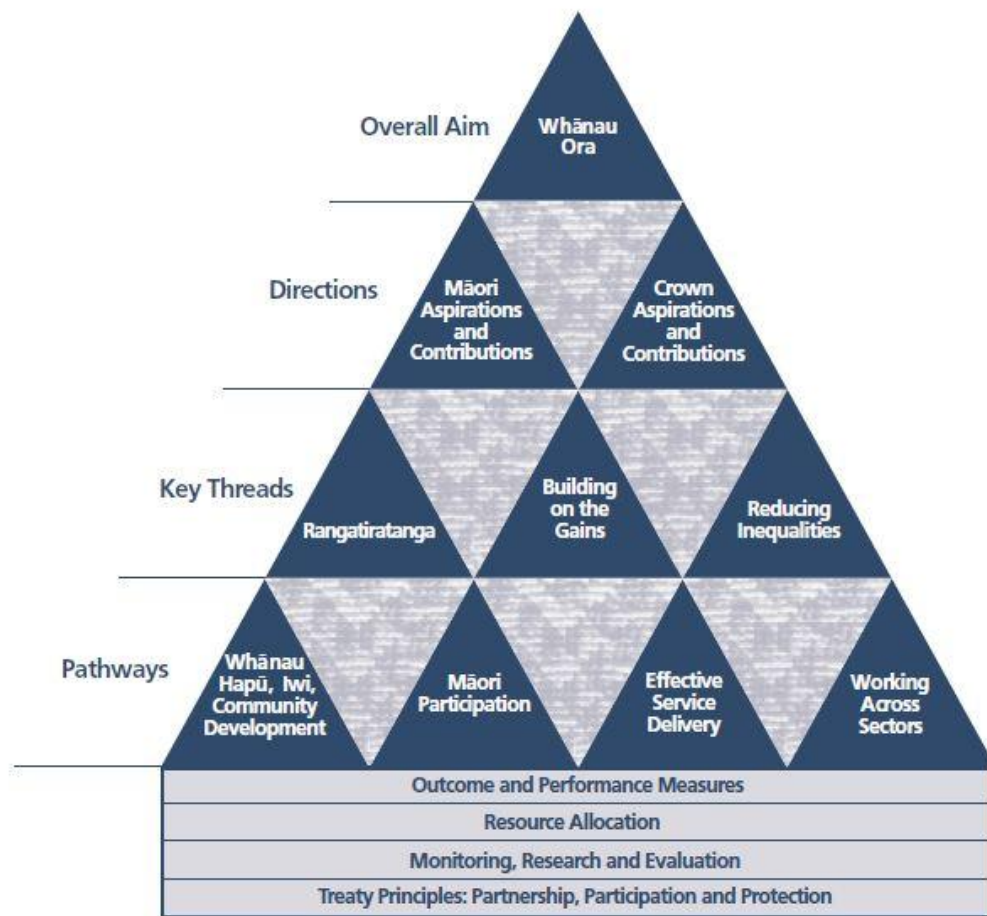 Overall Aim
Whānau
Ora
Directions
Māori
Aspirations
and
Contributions
Crown
Aspirations
and
Contributions
Key Threads
Rangatiratanga
Building
on the
Gains
Reducing
Inequalities
Pathways
Whānau
Hapū, Iwi,
Community
Development
Māori
Participation
Effective
Service
Delivery
Working
Across
Sectors
Outcome and Performance Measures
Resource Allocation
Monitoring, Research and Evaluation
Treaty Principles: Partnership, Participation and Protection